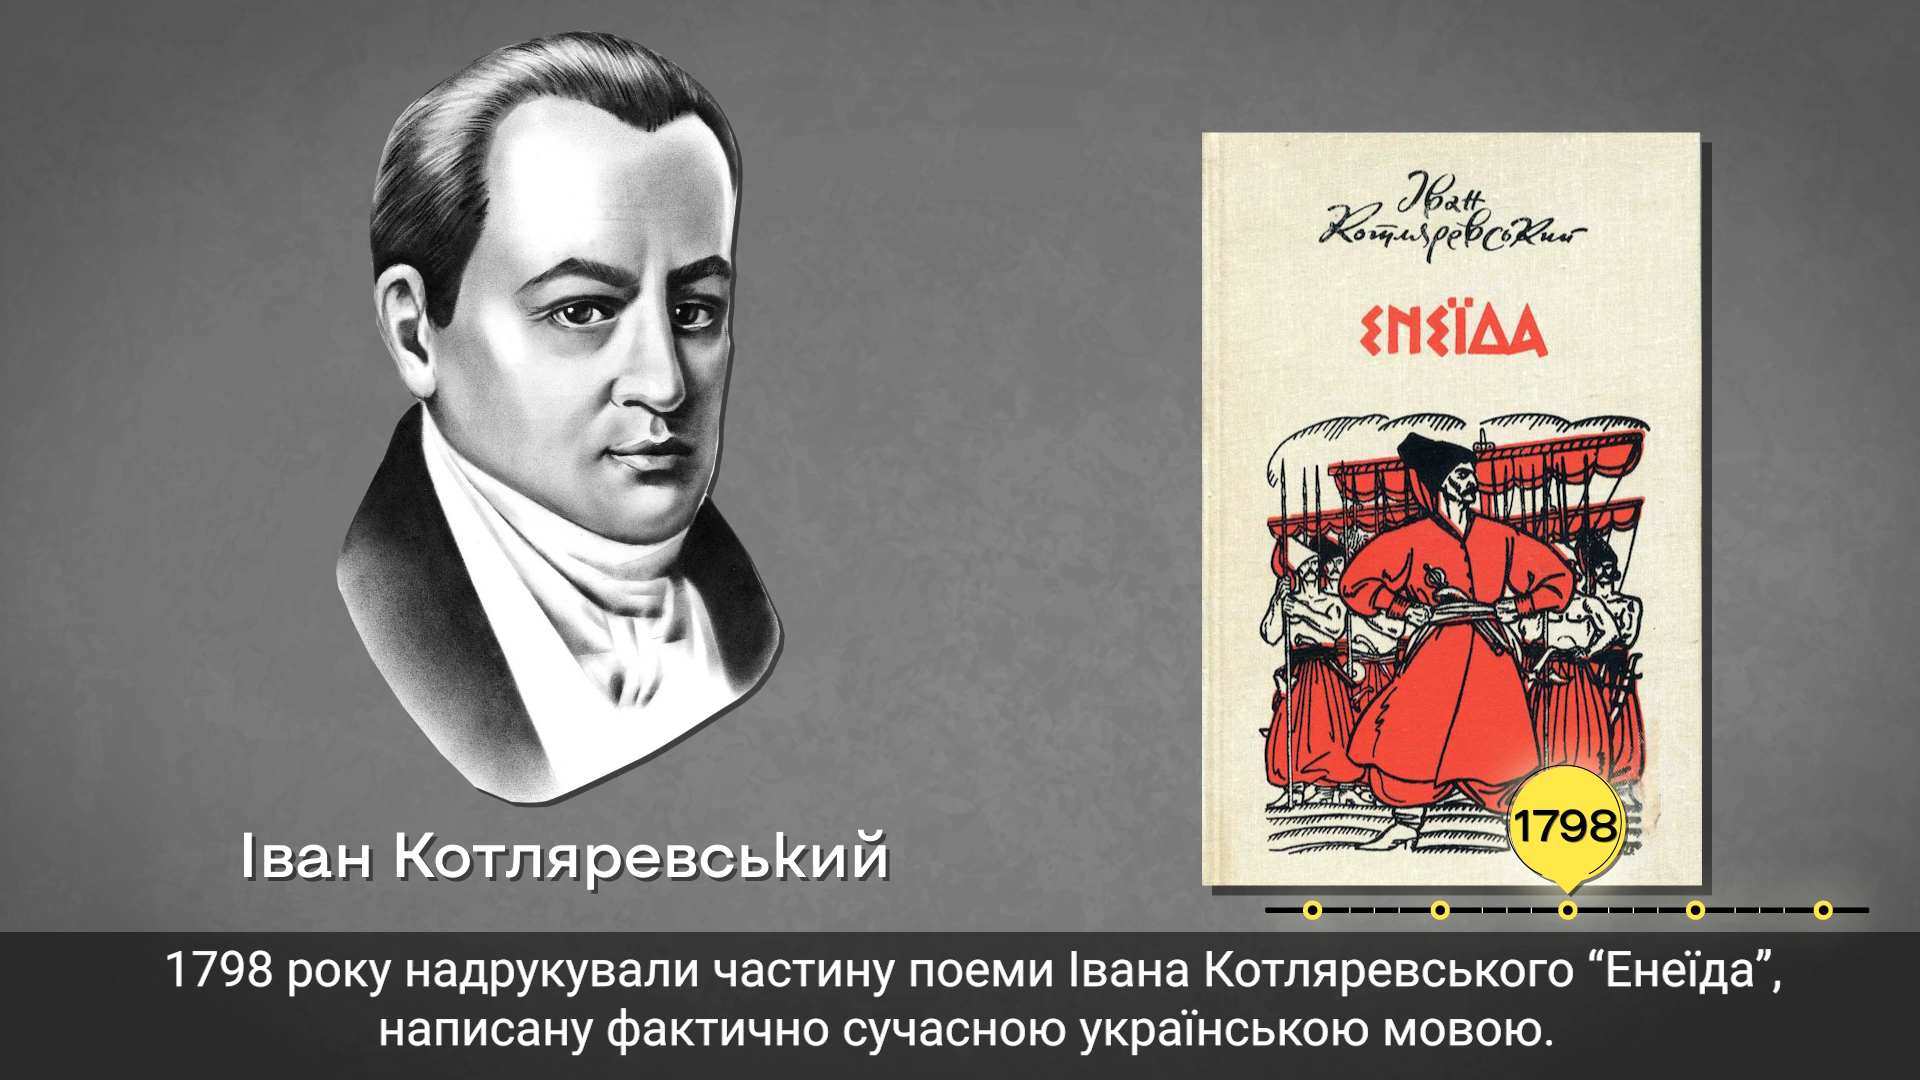 Іван
Котляревський
ЕНЕЇДА
1798
Іван Котляревський
1798 року надрукували частину поеми Івана Котляревського “Енеїда”,
написану фактично сучасною українською мовою.